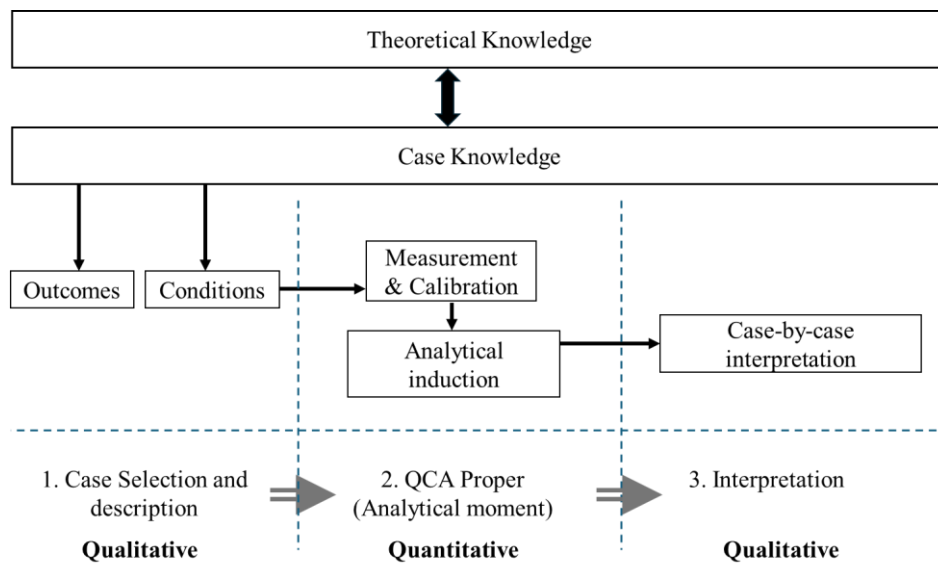 Theoretical Knowledge
Case Knowledge
Outcomes
Conditions
Measurement
& Calibration
Analytical
induction
Case-by-case
interpretation
1. Case Selection and
description
Qualitative
2. QCA Proper
(Analytical moment)
Quantitative
3. Interpretation
Qualitative